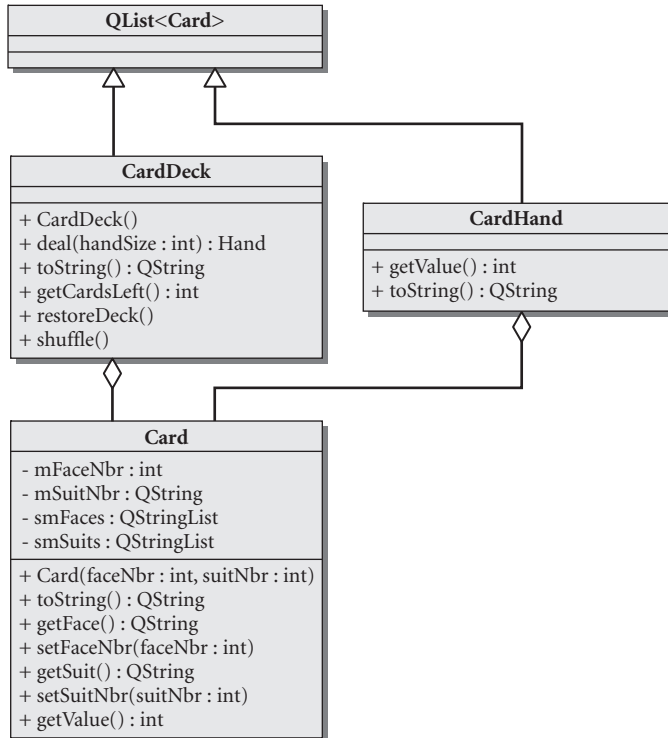 QList<Card>
CardDeck
+ CardDeck()
+ deal(handSize : int) : Hand
+ toString() : QString
+ getCardsLeft() : int
+ restoreDeck()
+ shuffle()
CardHand
+ getValue() : int
+ toString() : QString
Card
- mFaceNbr : int
- mSuitNbr : QString
- smFaces : QStringList
- smSuits : QStringList
+ Card(faceNbr : int, suitNbr : int)
+ toString() : QString
+ getFace() : QString
+ setFaceNbr(faceNbr : int)
+ getSuit() : QString
+ setSuitNbr(suitNbr : int)
+ getValue() : int